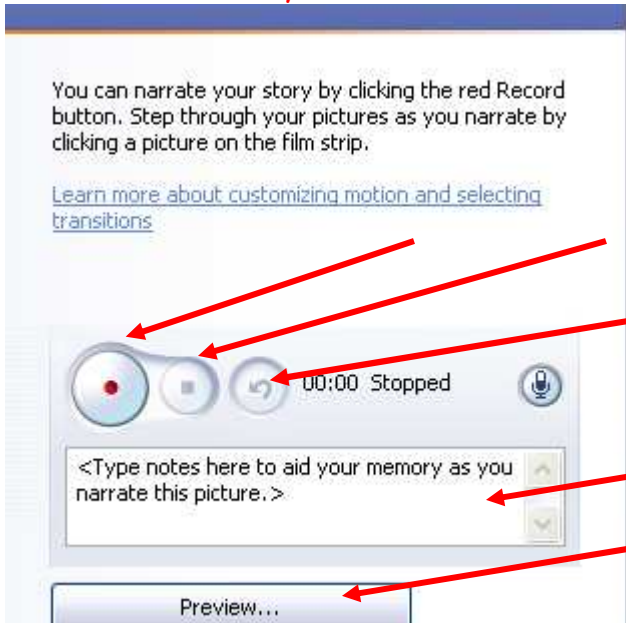 You can narrate your story by clicking the red Record
button. Step through your pictures as you narrate by
clicking a picture on the film strip.
Learn more about customizing motion and selecting
transitions
00:00 Stopped
<Type notes here to aid your memory as you
narrate this picture.>
Preview...